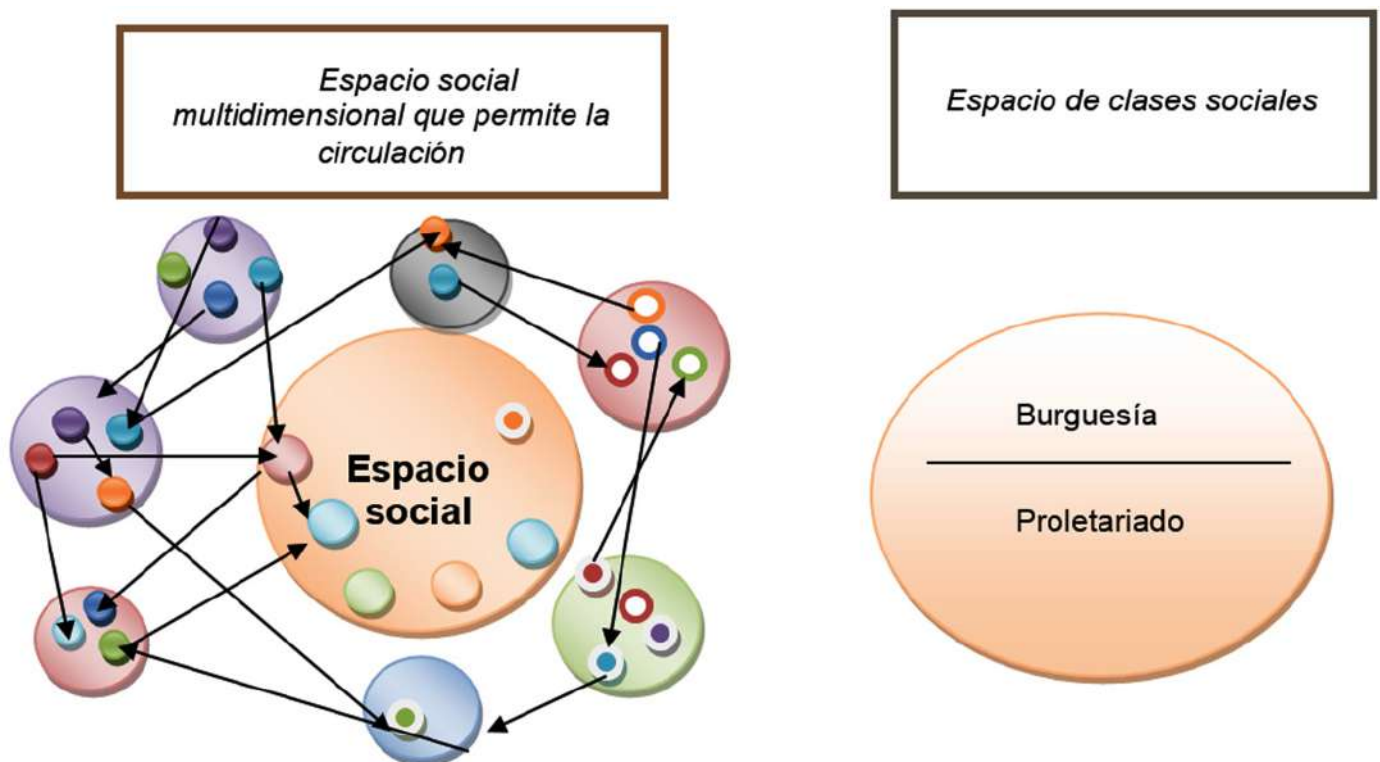 Espacio social
multidimensional que permite la
circulación
Espacio de clases sociales
Espacio
social
Burguesía
Proletariado